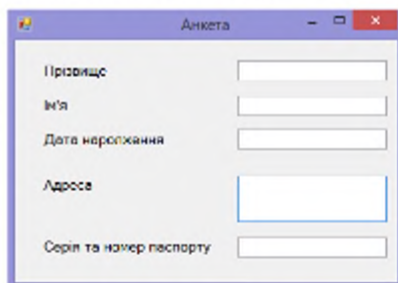 Анкета
Прізвище
Ім'я
Дата народження
Адреса
Серія та номер паспорту